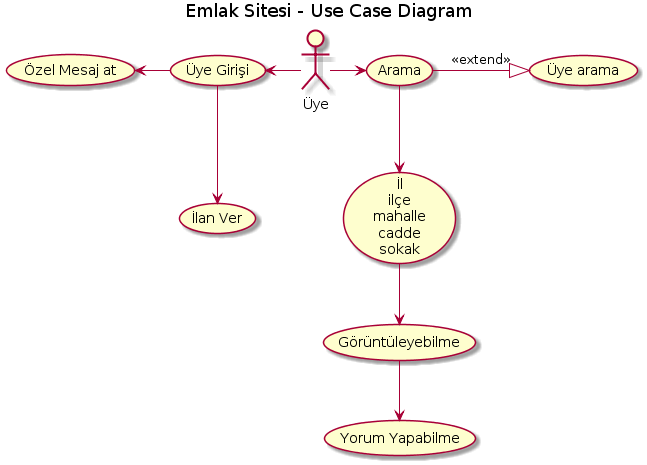 Emlak Sitesi - Use Case Diagram
Özel Mesaj at
Üye Girişi
Üye
Arama
«extend»
Üye arama
İlan Ver
İl
ilçe
mahalle
cadde
sokak
Görüntüleyebilme
Yorum Yapabilme